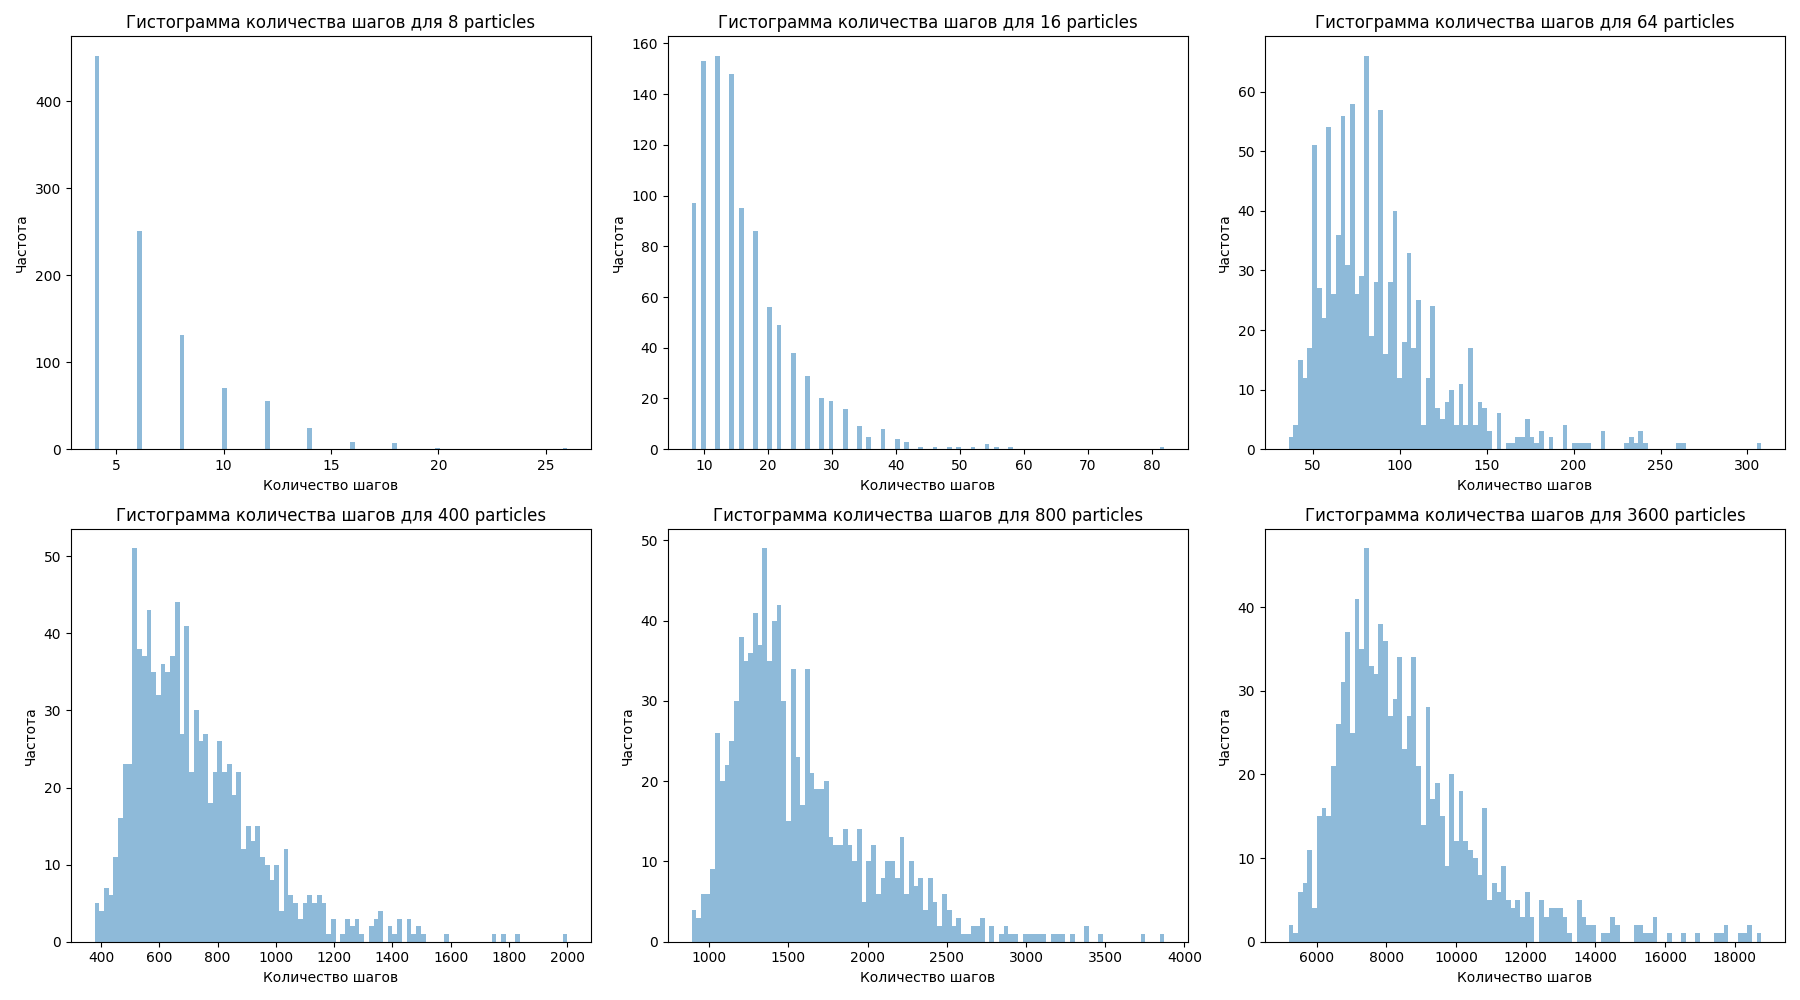 Гистограмма количества шагов для 8 particles
Частота
400
300
200
100
0
5 10 15 20 25
Количество шагов
Гистограмма количества шагов для 16 particles
Частота
160
140
120
100
80
60
40
20
0
10 20 30 40 50 60 70 80
Количество шагов
Гистограмма количества шагов для 64 particles
Частота
60
50
40
30
20
10
0
50 100 150 200 250 300
Количество шагов
Гистограмма количества шагов для 400 particles
Частота
50
40
30
20
10
0
400 600 800 1000 1200 1400 1600 1800 2000
Количество шагов
Гистограмма количества шагов для 800 particles
Частота
50
40
30
20
10
0
1000 1500 2000 2500 3000 3500 4000
Количество шагов
Гистограмма количества шагов для 3600 particles
Частота
40
30
20
10
0
6000 8000 10000 12000 14000 16000 18000
Количество шагов